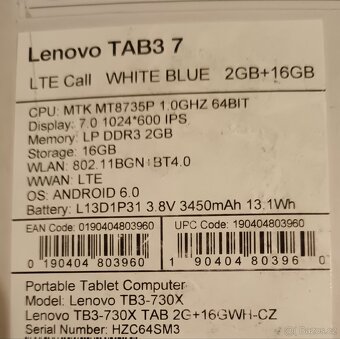 Lenovo TAB3 7
LTE Call WHITE BLUE 2GB+16GB
CPU: MTK MT8735P 1.0GHZ 64BIT
Display: 7.0 1024*600 IPS
Memory: LP DDR3 2GB
Storage: 16GB
WLAN: 802.11BGN BT4.0
WWAN: LTE
OS: ANDROID 6.0
Battery: L13D1P31 3.8V 3450mAh 13.1Wh
EAN Code: 0190404803960 UPC Code: 190404803960
0 190404 803960 1 90404 80396 0
Portable Tablet Computer
Model: Lenovo TB3-730X
Lenovo TB3-730X TAB 2G+16GWH-CZ
Serial Number: HZC64SM3